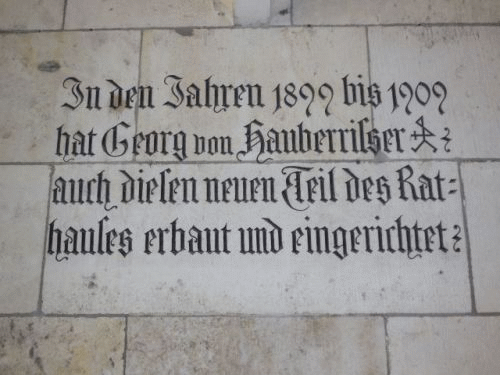 In den Jahren 1899 bis 1909
hat Georg von Hauberrisser
auch diesen neuen Teil des Rat=
hauses erbaut und eingerichtet